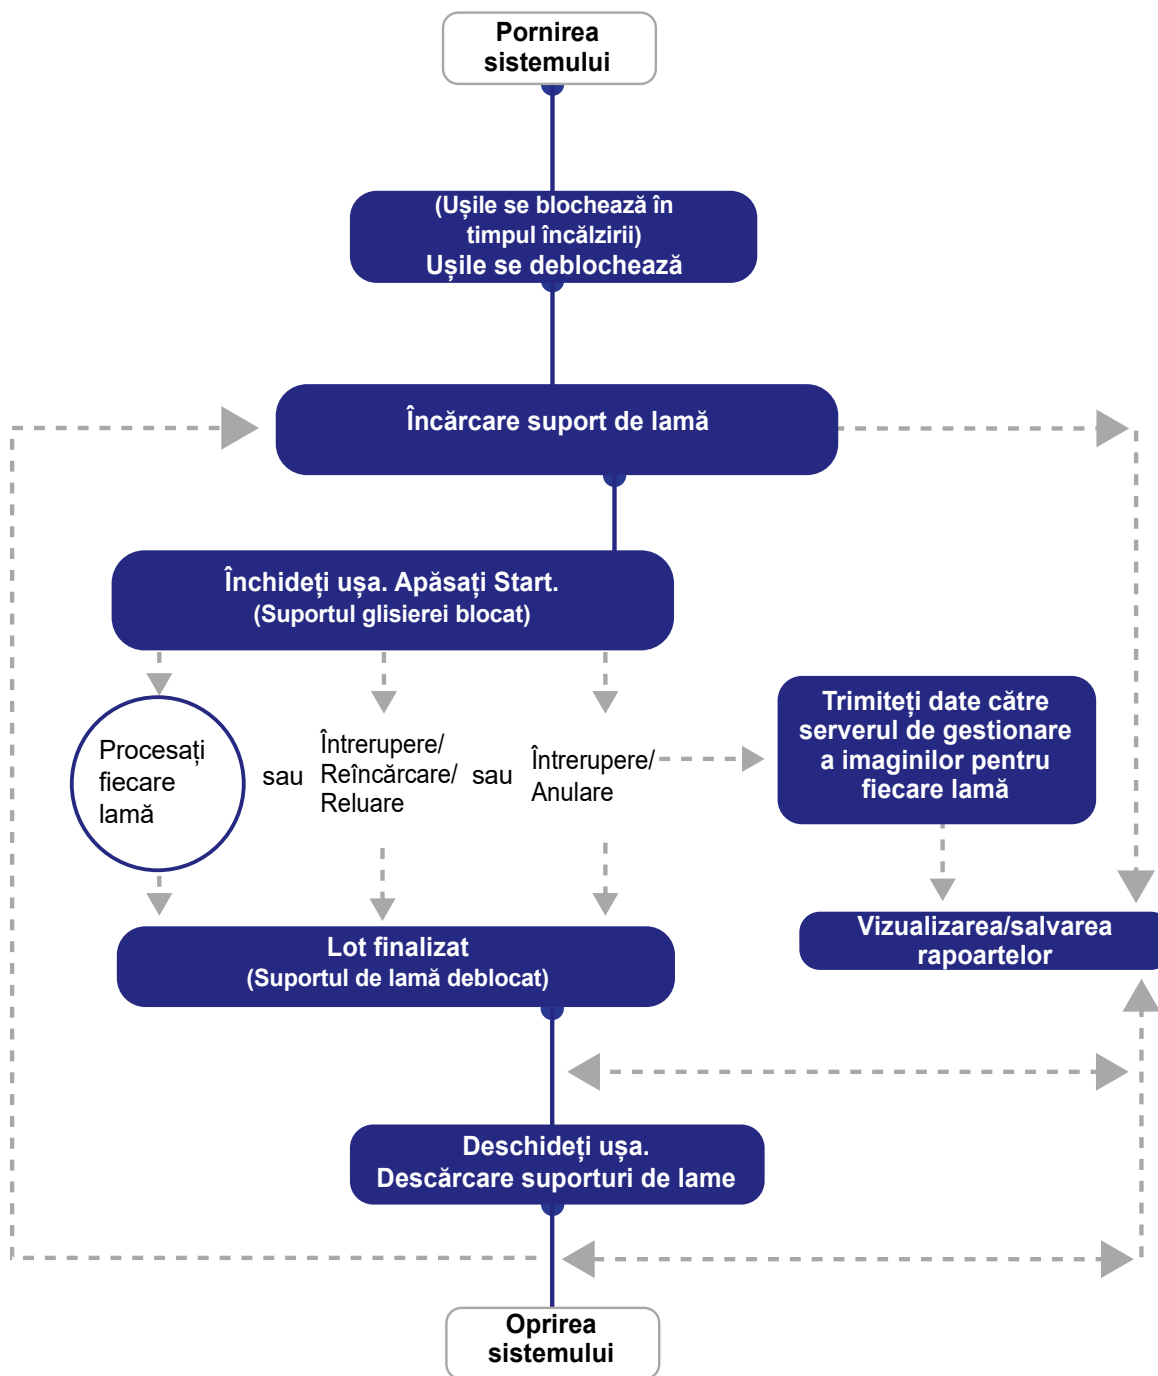 Pornirea
sistemului
(Ușile se blochează în
timpul încălzirii)
Ușile se deblochează
Încărcare suport de lamă
Închideți ușa. Apăsați Start.
(Suportul glisierei blocat)
Procesați
fiecare
lamă
sau
Întrerupere/
Reîncărcare/
Reluare
sau
Întrerupere/
Anulare
Trimiteți date către
serverul de gestionare
a imaginilor pentru
fiecare lamă
Lot finalizat
(Suportul de lamă deblocat)
Vizualizarea/salvarea
rapoartelor
Deschideți ușa.
Descărcare suporturi de lame
Oprirea
sistemului